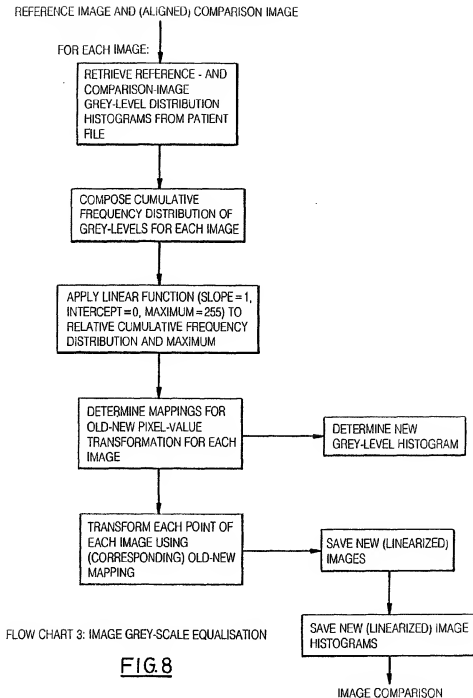 REFERENCE IMAGE AND (ALIGNED) COMPARISON IMAGE
FOR EACH IMAGE:
RETRIEVE REFERENCE - AND
COMPARISON-IMAGE
GREY-LEVEL DISTRIBUTION
HISTOGRAMS FROM PATIENT
FILE
COMPOSE CUMULATIVE
FREQUENCY DISTRIBUTION OF
GREY-LEVELS FOR EACH IMAGE
APPLY LINEAR FUNCTION (SLOPE=1,
INTERCEPT=0, MAXIMUM=255) TO
RELATIVE CUMULATIVE FREQUENCY
DISTRIBUTION AND MAXIMUM
DETERMINE MAPPINGS FOR
OLD-NEW PIXEL-VALUE
TRANSFORMATION FOR EACH
IMAGE
DETERMINE NEW
GREY-LEVEL HISTOGRAM
TRANSFORM EACH POINT OF
EACH IMAGE USING
(CORRESPONDING) OLD-NEW
MAPPING
SAVE NEW (LINEARIZED)
IMAGES
SAVE NEW (LINEARIZED) IMAGE
HISTOGRAMS
FLOW CHART 3: IMAGE GREY-SCALE EQUALISATION
FIG.8
IMAGE COMPARISON